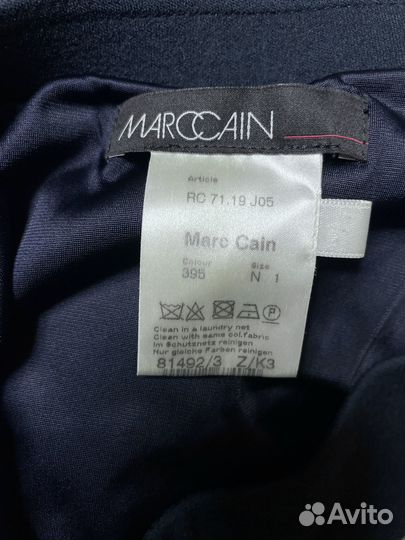 MARCCAIN
Article
RC 71.19 J05
Marc Cain
Colour Size
395 N 1
P
Clean in a laundry net
Clean with same col.fabric
Im Schutznetz reinigen
Nur gleiche Farben reinigen
81492/3 Z/K3
Avito